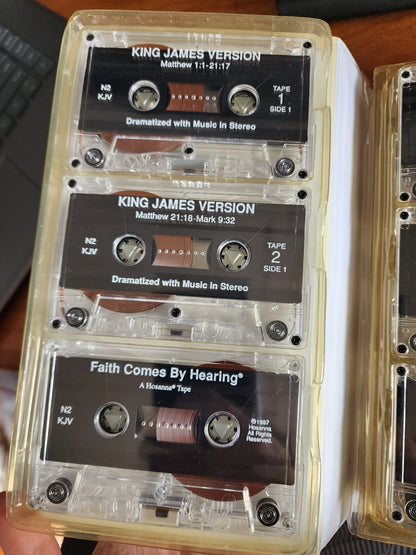 KING JAMES VERSION
Matthew 1:1-21:17
N2
KJV
TAPE
1
SIDE 1
Dramatized with Music in Stereo
KING JAMES VERSION
Matthew 21:18-Mark 9:32
N2
KJV
TAPE
2
SIDE 1
Dramatized with Music in Stereo
Faith Comes By Hearing®
A Hosanna® Tape
N2
KJV
©1997
Hosanna
All Rights
Reserved.